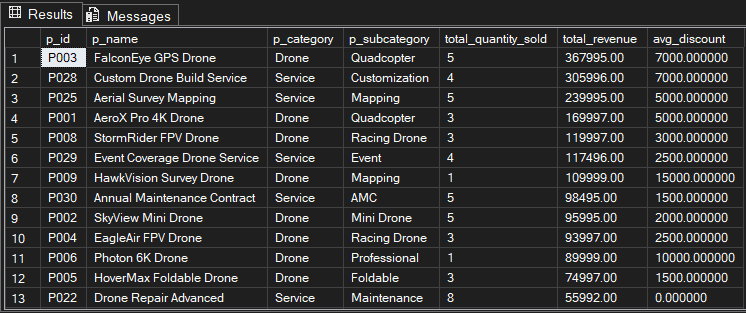 Results Messages
p_id p_name p_category p_subcategory total_quantity_sold total_revenue avg_discount
1 P003 FalconEye GPS Drone Drone Quadcopter 5 367995.00 7000.000000
2 P028 Custom Drone Build Service Service Customization 4 305996.00 7000.000000
3 P025 Aerial Survey Mapping Service Mapping 5 239995.00 5000.000000
4 P001 AeroX Pro 4K Drone Drone Quadcopter 3 169997.00 5000.000000
5 P008 StormRider FPV Drone Drone Racing Drone 3 119997.00 3000.000000
6 P029 Event Coverage Drone Service Service Event 4 117496.00 2500.000000
7 P009 HawkVision Survey Drone Drone Mapping 1 109999.00 15000.000000
8 P030 Annual Maintenance Contract Service AMC 5 98495.00 1500.000000
9 P002 SkyView Mini Drone Drone Mini Drone 5 95995.00 2000.000000
10 P004 EagleAir FPV Drone Drone Racing Drone 3 93997.00 2500.000000
11 P006 Photon 6K Drone Drone Professional 1 89999.00 10000.000000
12 P005 HoverMax Foldable Drone Drone Foldable 3 74997.00 1500.000000
13 P022 Drone Repair Advanced Service Maintenance 8 55992.00 0.000000